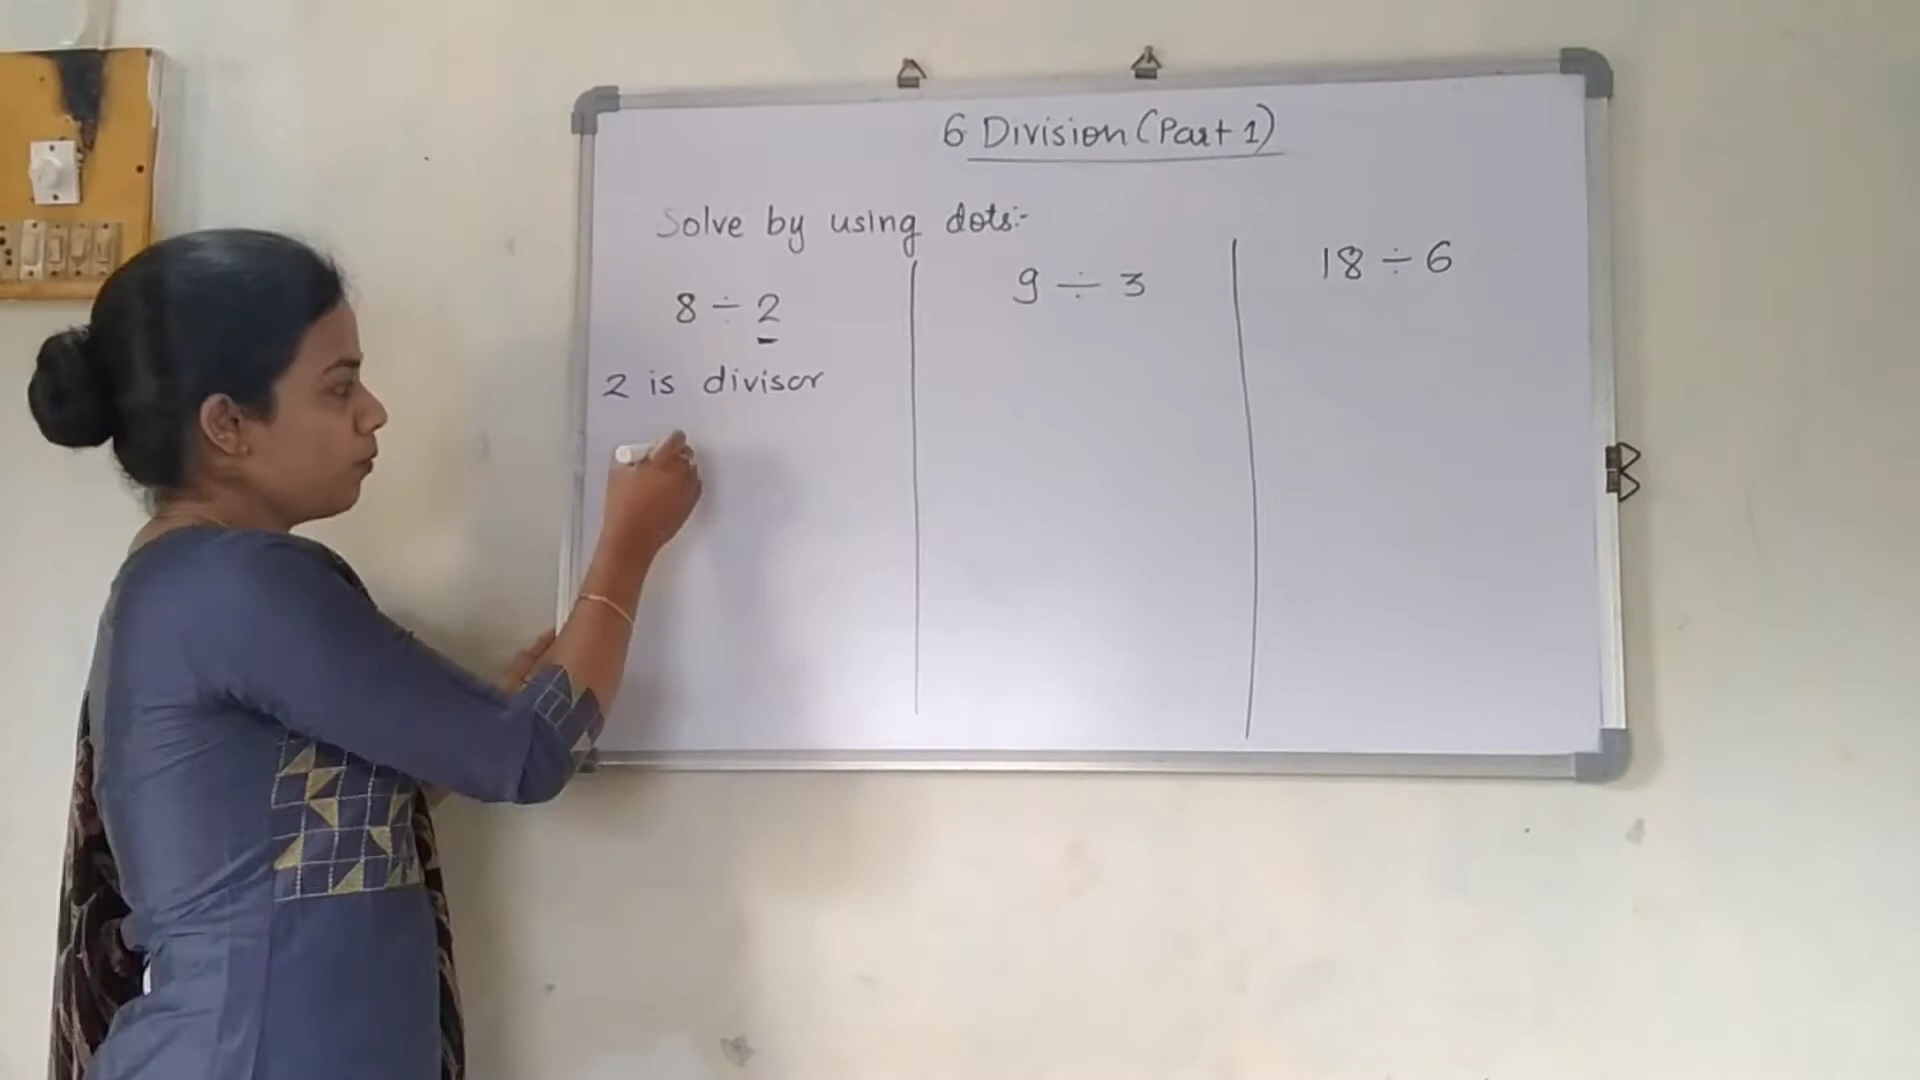 6 Division (Part 1)
Solve by using dots:-
8 ÷ 2
2 is divisor
9 ÷ 3
18 ÷ 6